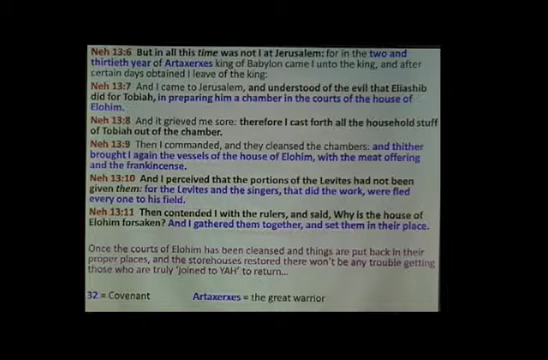 Neh 13:6 But in all this time was not I at Jerusalem: for in the two and
thirtieth year of Artaxerxes king of Babylon came I unto the king, and after
certain days obtained I leave of the king:
Neh 13:7 And I came to Jerusalem, and understood of the evil that Eliashib
did for Tobiah, in preparing him a chamber in the courts of the house of
Elohim.
Neh 13:8 And it grieved me sore: therefore I cast forth all the household stuff
of Tobiah out of the chamber.
Neh 13:9 Then I commanded, and they cleansed the chambers: and thither
brought I again the vessels of the house of Elohim, with the meat offering
and the frankincense.
Neh 13:10 And I perceived that the portions of the Levites had not been
given them: for the Levites and the singers, that did the work, were fled
every one to his field.
Neh 13:11 Then contended I with the rulers, and said, Why is the house of
Elohim forsaken? And I gathered them together, and set them in their place.
Once the courts of Elohim has been cleansed and things are put back in their
proper places, and the storehouses restored there won't be any trouble getting
those who are truly 'joined to YAH' to return...
32 = Covenant Artaxerxes = the great warrior